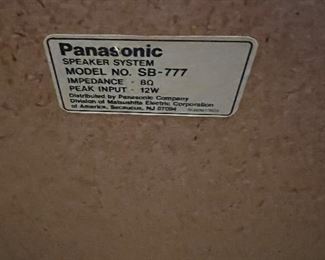 Panasonic
SPEAKER SYSTEM
MODEL NO. SB-777
IMPEDANCE - 8Ω
PEAK INPUT - 12W
Distributed by Panasonic Company
Division of Matsushita Electric Corporation
of America, Secaucus, NJ 07094